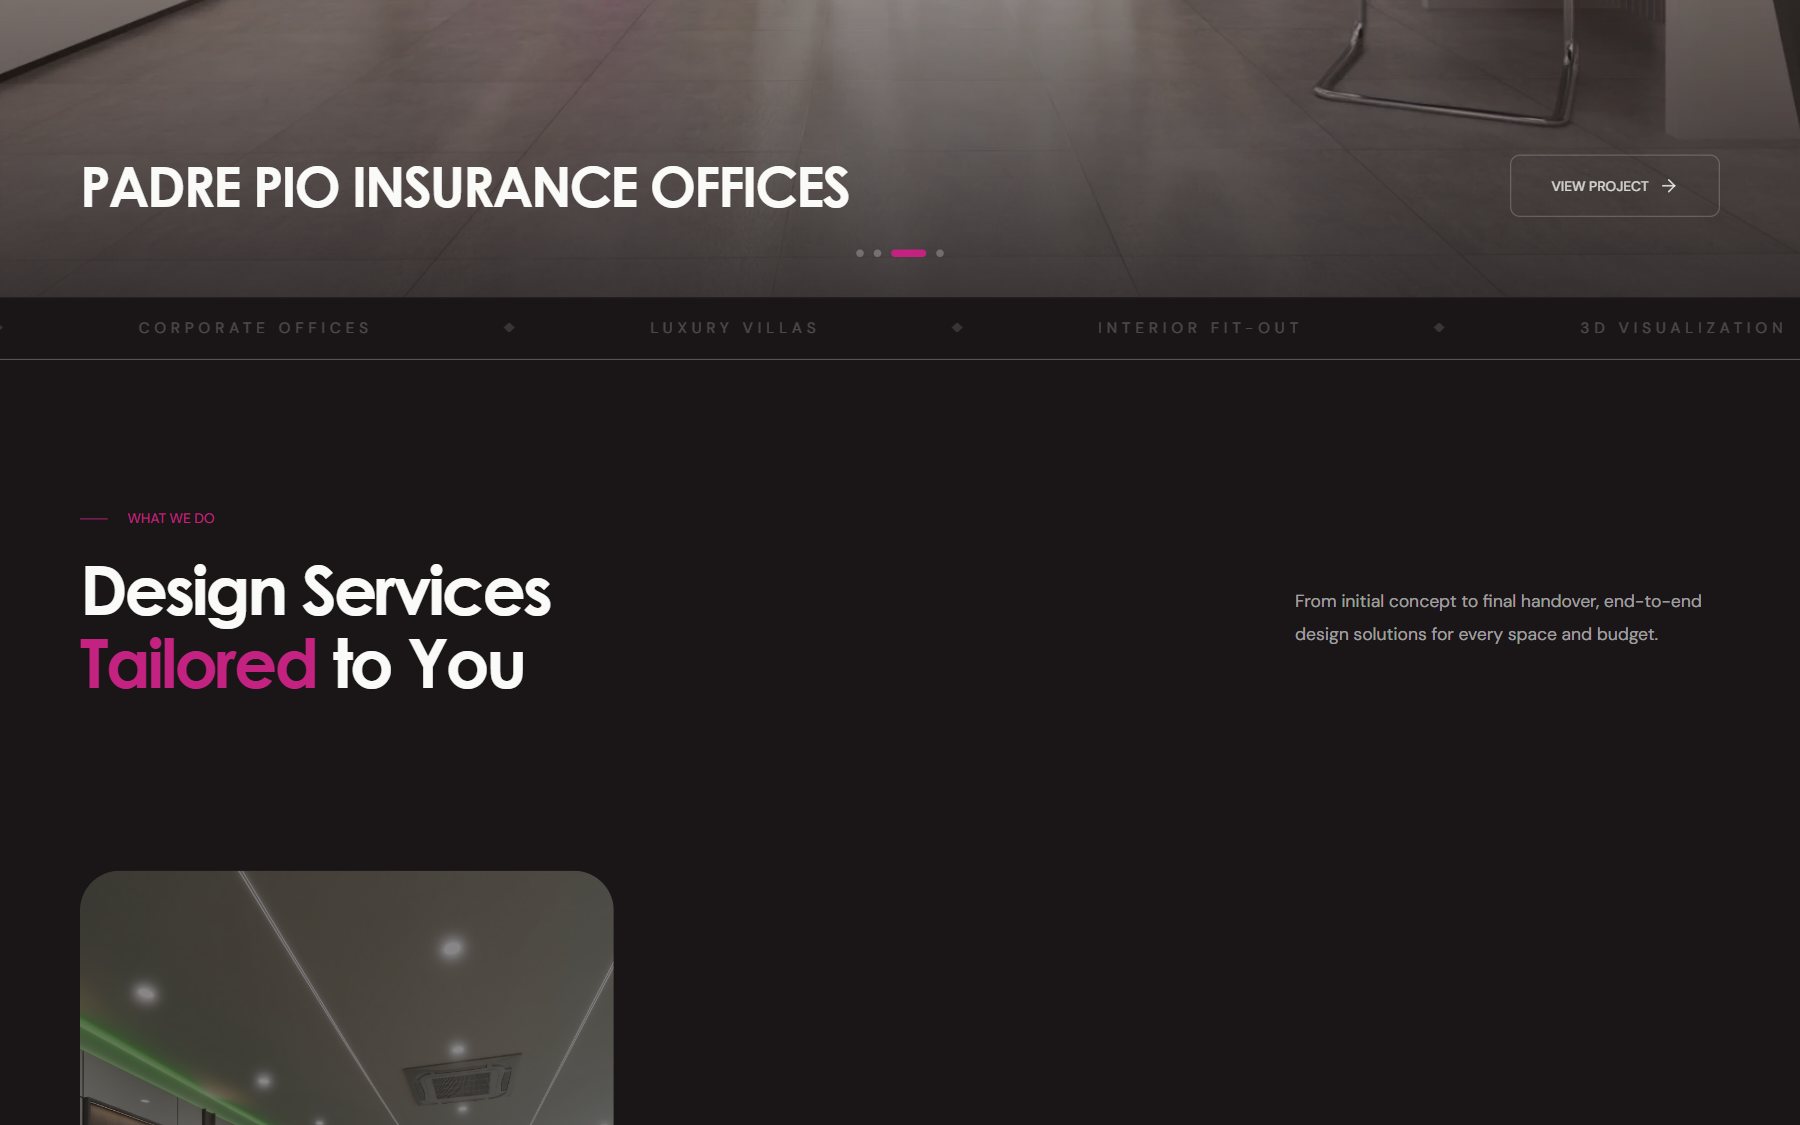 PADRE PIO INSURANCE OFFICES
VIEW PROJECT
CORPORATE OFFICES
LUXURY VILLAS
INTERIOR FIT-OUT
3D VISUALIZATION
WHAT WE DO
Design Services
Tailored to You
From initial concept to final handover, end-to-end
design solutions for every space and budget.